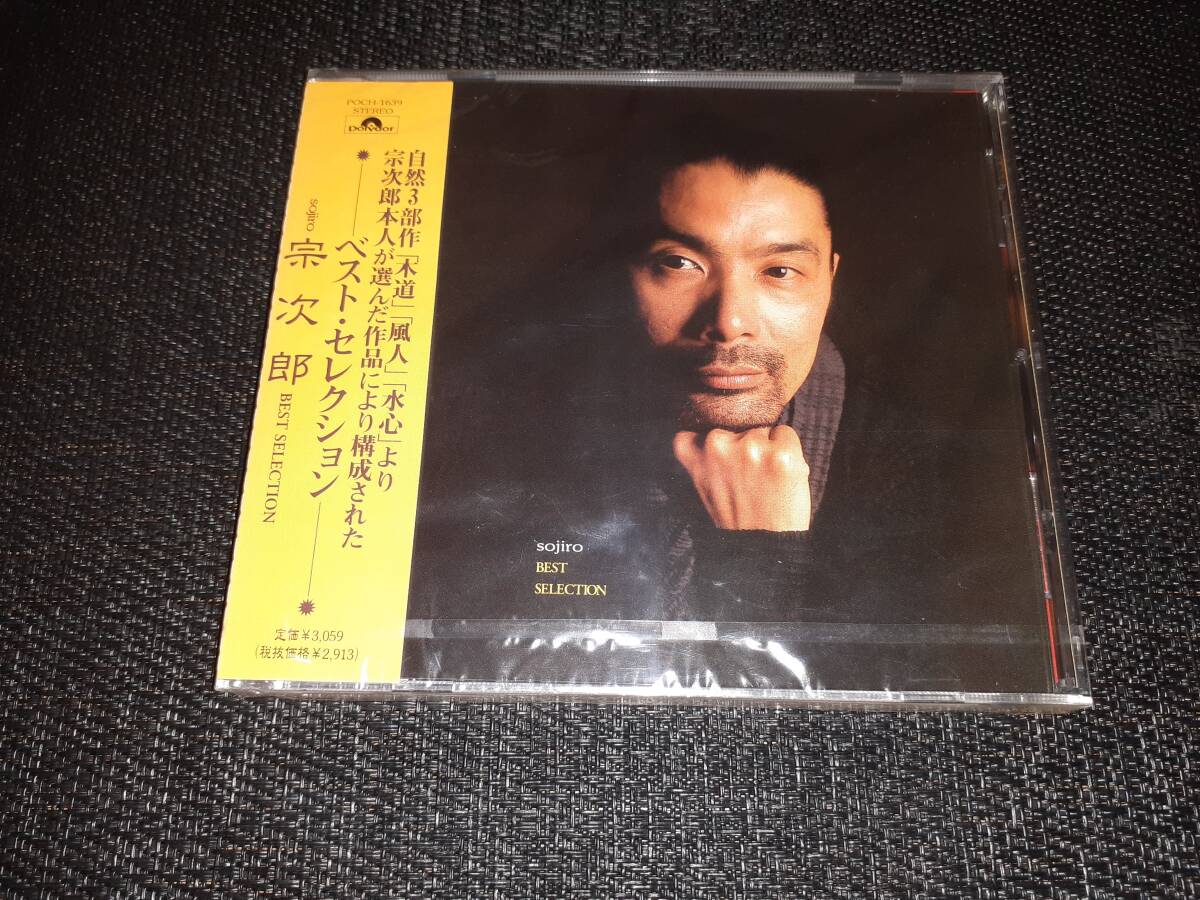 POCH-1639
STEREO
polydor
自然3部作「木道」「風人」「水心」より
宗次郎本人が選んだ作品により構成された
ベスト・セレクション
sojiro
宗次郎
BEST SELECTION
定価¥3,059
(税抜価格¥2,913)
sojiro
BEST
SELECTION